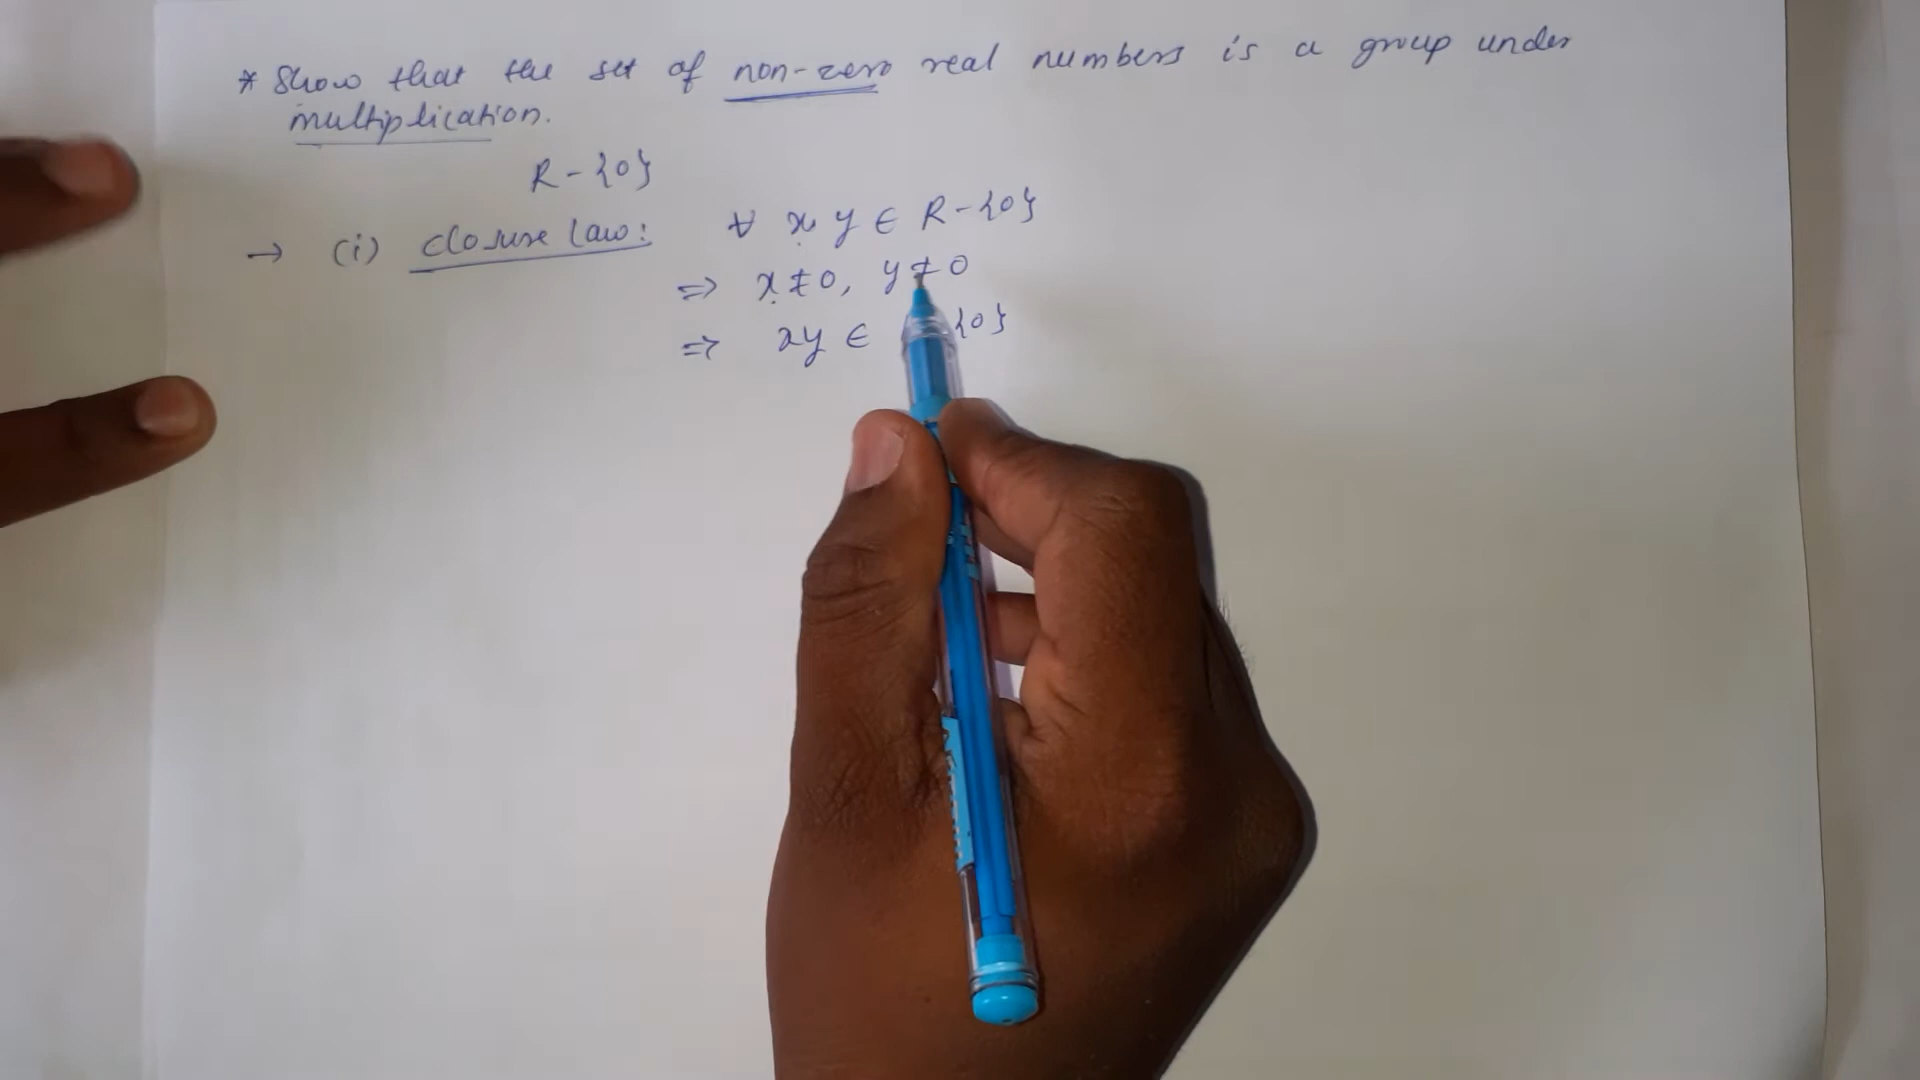 * Show that the set of non-zero real numbers is a group under
multiplication.
R - {0}
→ (i) closure law: ∀ x y ∈ R - {0}
⇒ x ≠ 0, y ≠ 0
⇒ xy ∈ {0}